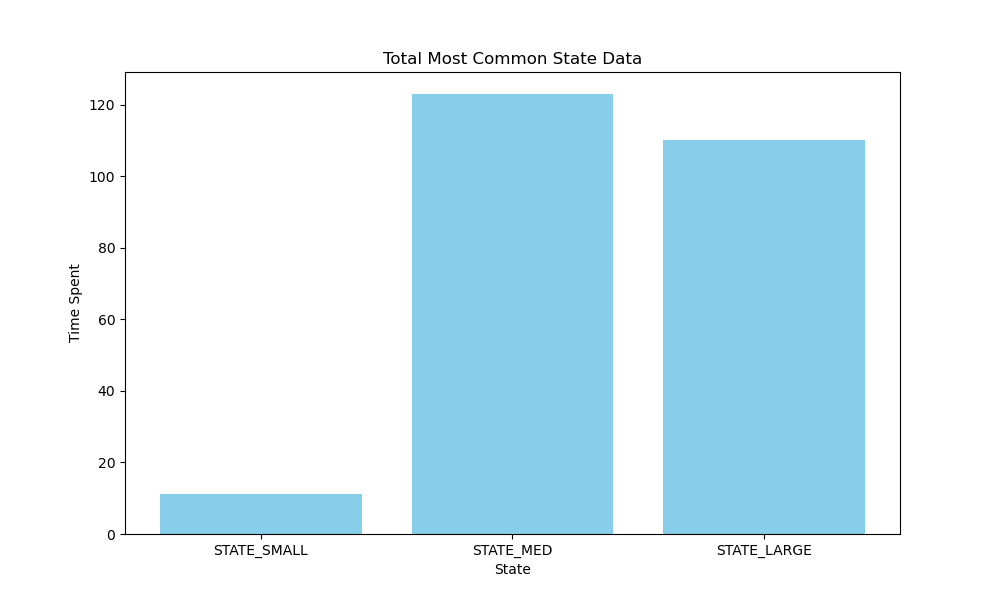 Total Most Common State Data
120
100
80
60
40
20
0
Time Spent
STATE_SMALL
STATE_MED
STATE_LARGE
State